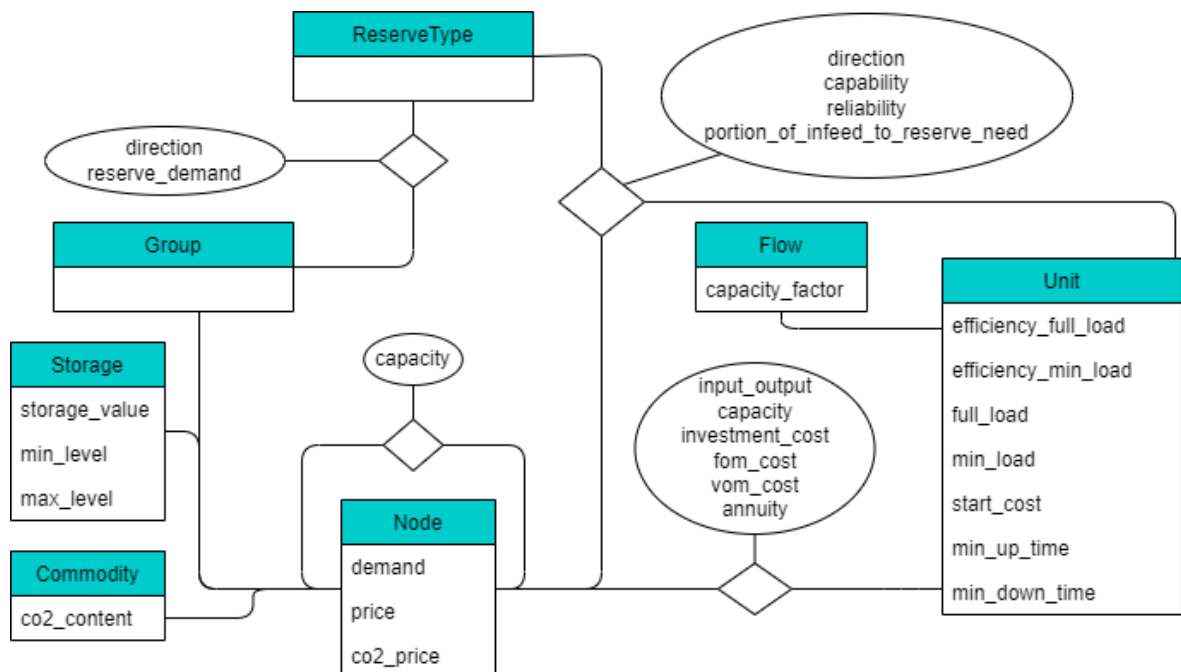 ReserveType
direction
capability
reliability
portion_of_infeed_to_reserve_need
direction
reserve_demand
Group
Flow
capacity_factor
Unit
efficiency_full_load
efficiency_min_load
full_load
min_load
start_cost
min_up_time
min_down_time
Storage
storage_value
min_level
max_level
capacity
input_output
capacity
investment_cost
fom_cost
vom_cost
annuity
Node
demand
price
co2_price
Commodity
co2_content